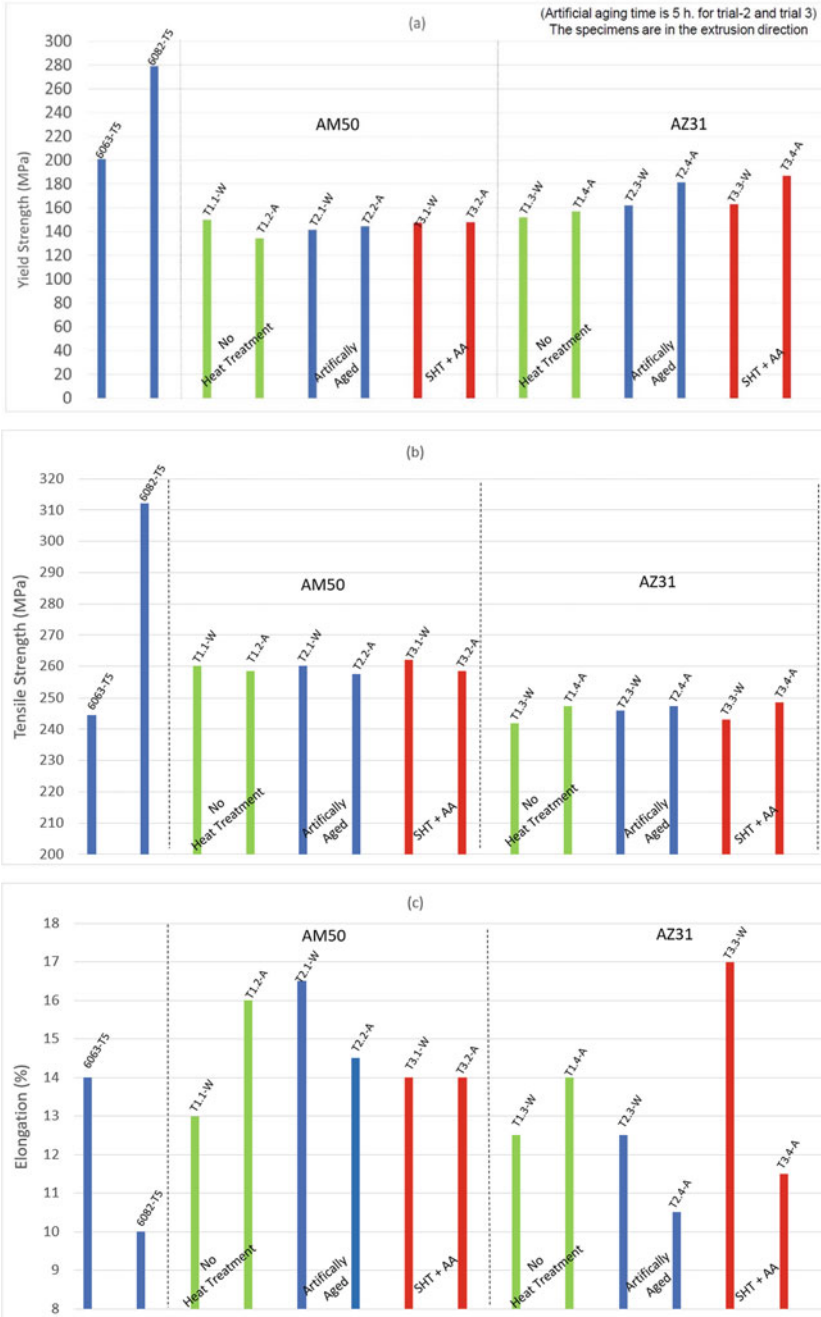 (a)
(Artificial aging time is 5 h. for trial-2 and trial 3)
The specimens are in the extrusion direction
Yield Strength (MPa)
300
280
260
240
220
200
180
160
140
120
100
80
60
40
20
0
6063-T5
6082-T5
AM50
T1.1-W
T1.2-A
T2.1-W
T2.2-A
T3.1-W
T3.2-A
No
Heat Treatment
Artifically
Aged
SHT + AA
AZ31
T1.3-W
T1.4-A
T2.3-W
T2.4-A
T3.3-W
T3.4-A
No
Heat Treatment
Artifically
Aged
SHT + AA
(b)
Tensile Strength (MPa)
320
310
300
290
280
270
260
250
240
230
220
210
200
6063-T5
6082-T5
AM50
T1.1-W
T1.2-A
T2.1-W
T2.2-A
T3.1-W
T3.2-A
No
Heat Treatment
Artifically
Aged
SHT + AA
AZ31
T1.3-W
T1.4-A
T2.3-W
T2.4-A
T3.3-W
T3.4-A
No
Heat Treatment
Artifically
Aged
SHT + AA
(c)
Elongation (%)
18
17
16
15
14
13
12
11
10
9
8
6063-T5
6082-T5
AM50
T1.1-W
T1.2-A
T2.1-W
T2.2-A
T3.1-W
T3.2-A
No
Heat Treatment
Artifically
Aged
SHT + AA
AZ31
T1.3-W
T1.4-A
T2.3-W
T2.4-A
T3.3-W
T3.4-A
No
Heat Treatment
Artifically
Aged
SHT + AA